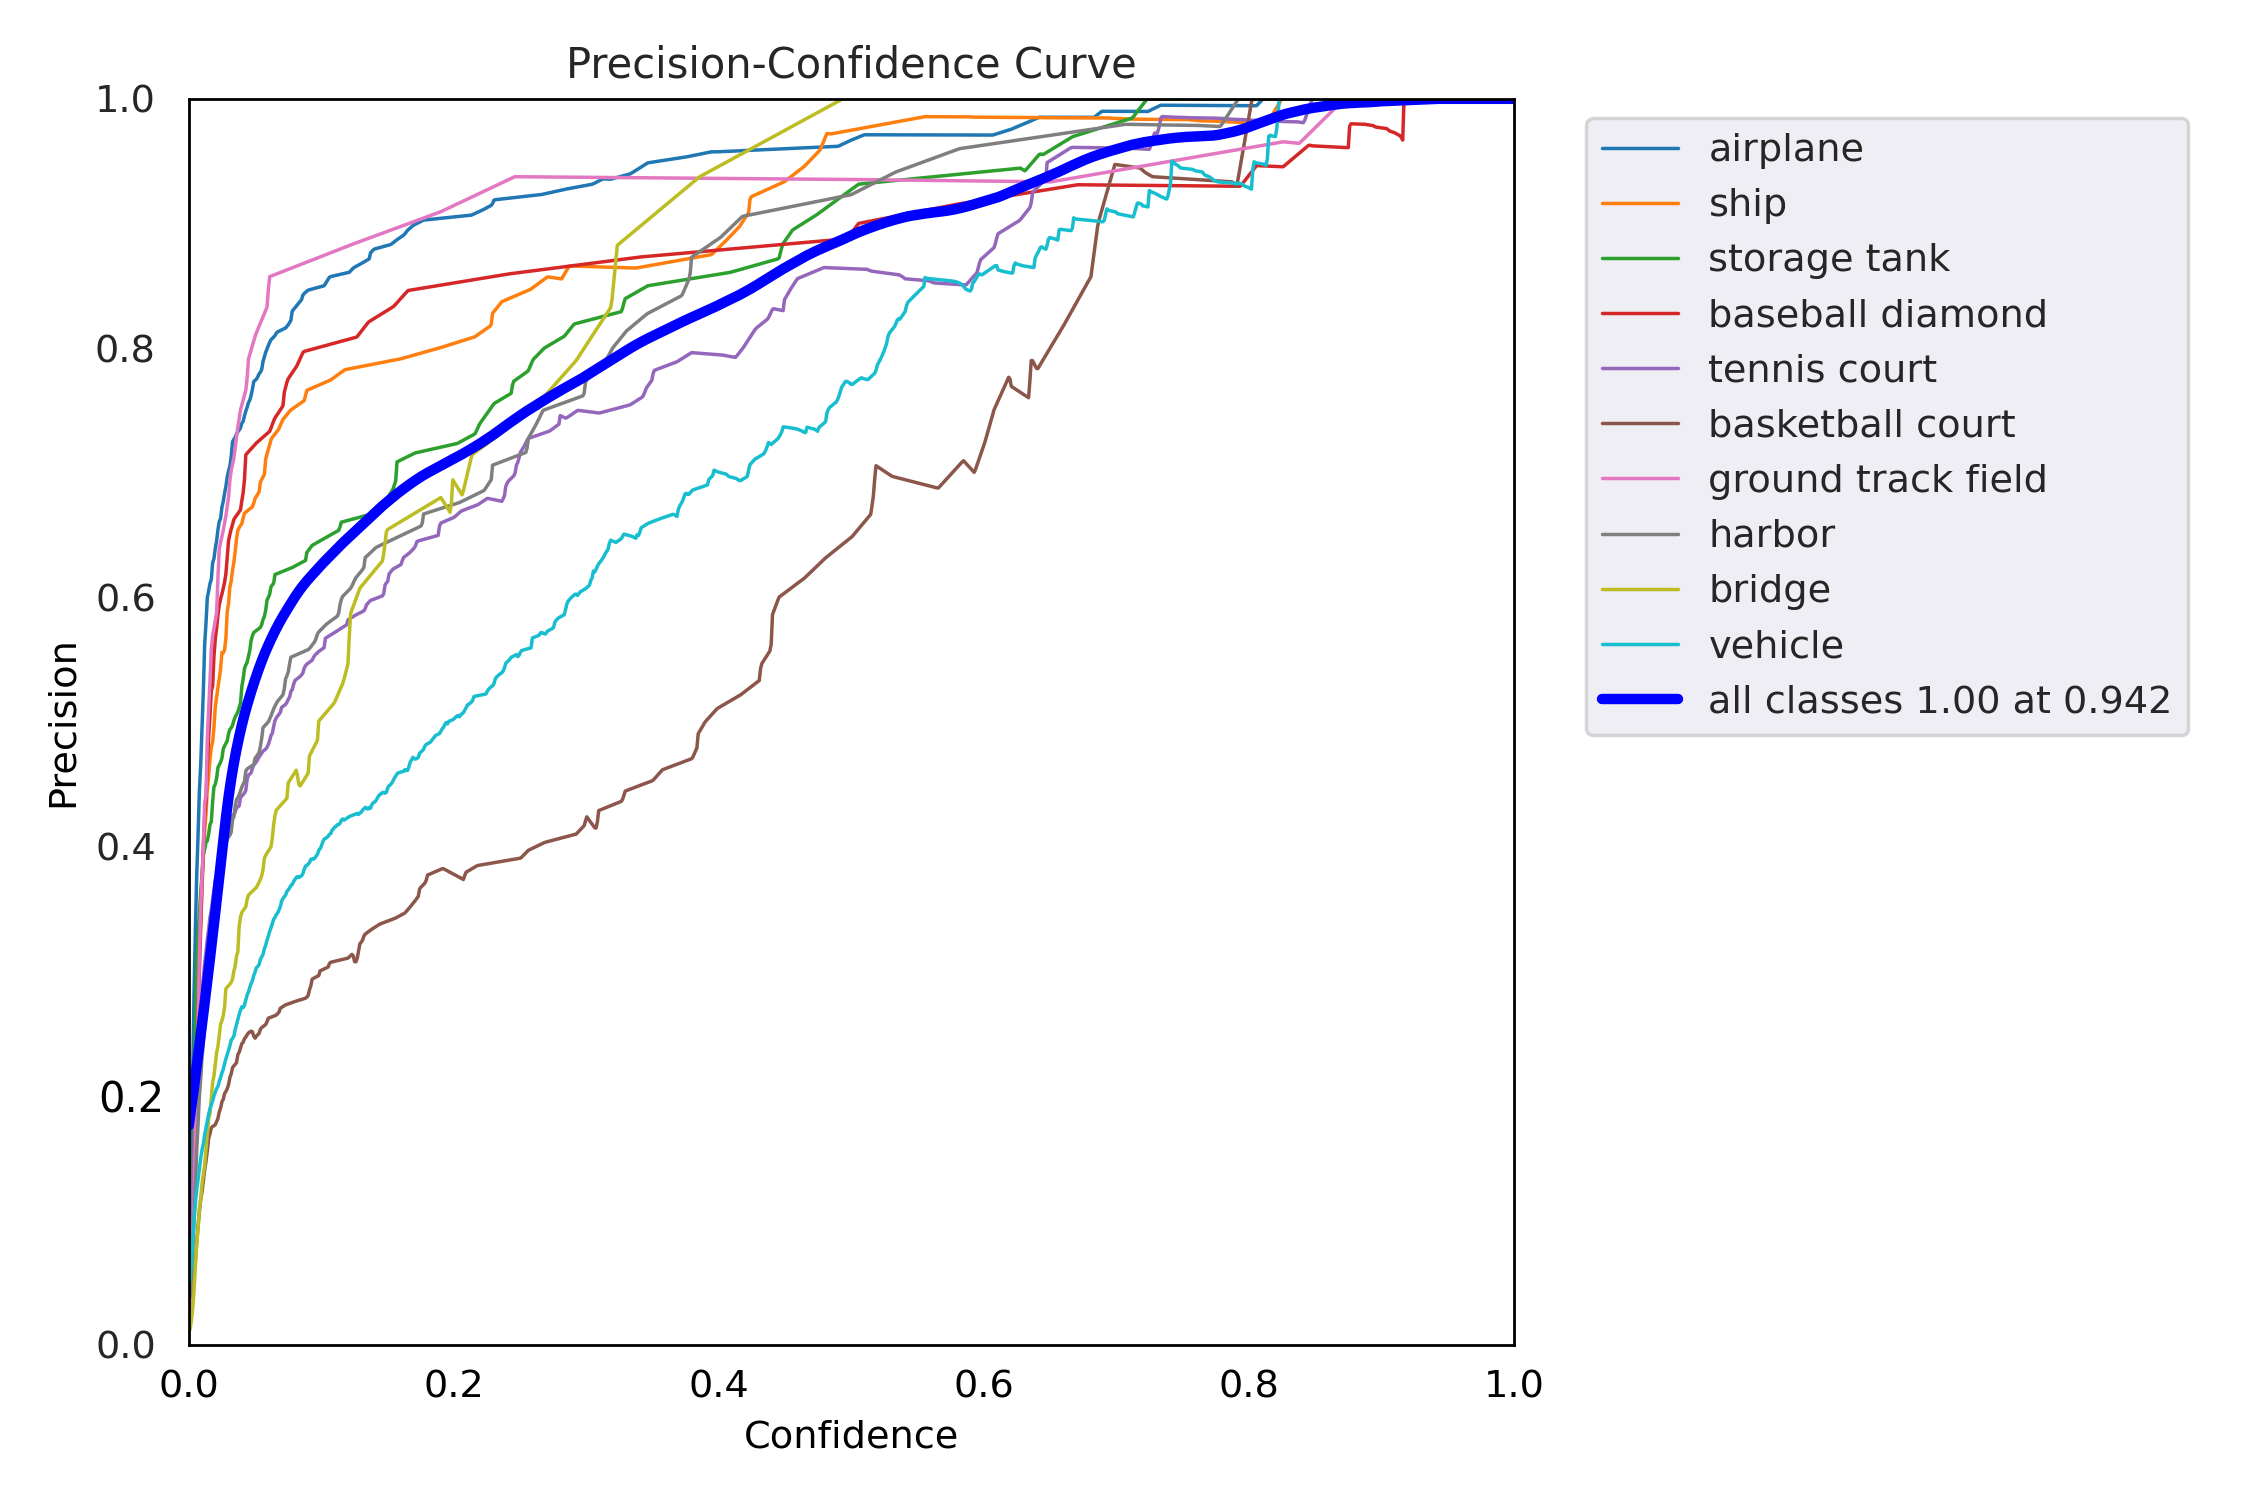 Precision-Confidence Curve
1.0
0.8
0.6
0.4
0.2
0.0
Precision
0.0 0.2 0.4 0.6 0.8 1.0
Confidence
airplane
ship
storage tank
baseball diamond
tennis court
basketball court
ground track field
harbor
bridge
vehicle
all classes 1.00 at 0.942